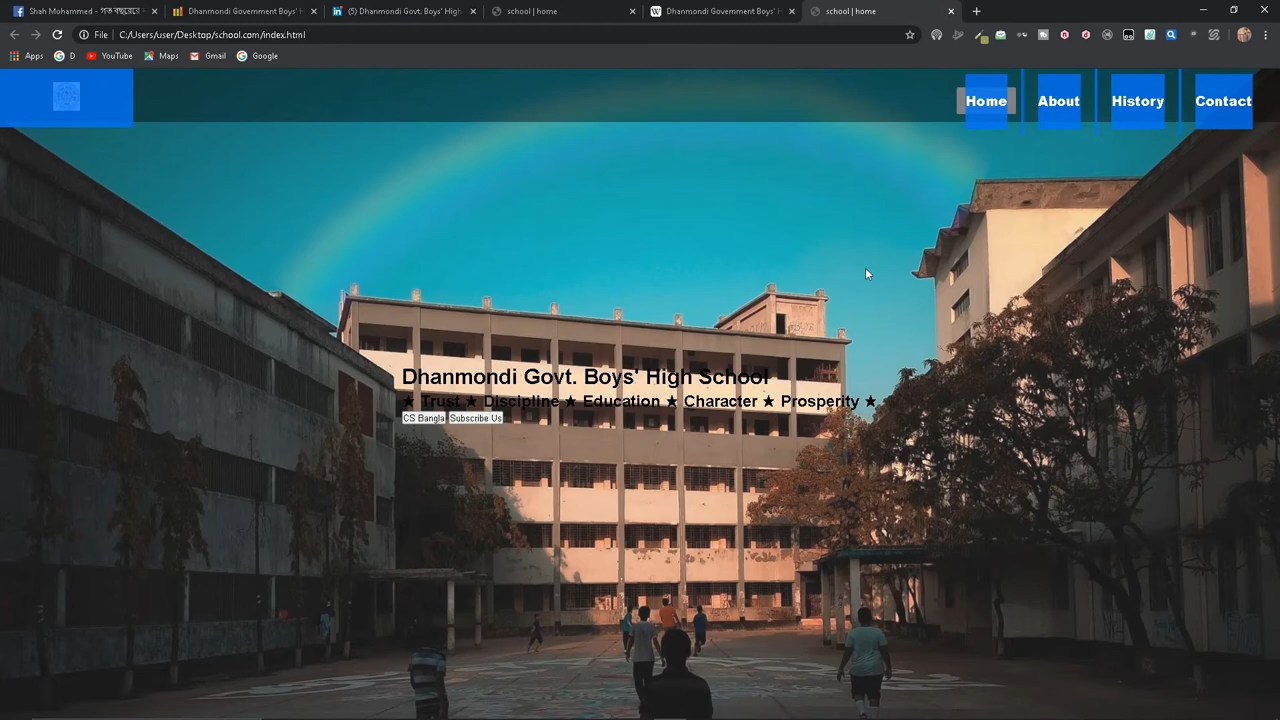 Shah Mohammed - গত বছরেরে
Dhanmondi Government Boys' H
(5) Dhanmondi Govt. Boys' High
school | home
Dhanmondi Government Boys' H
school | home
File
C:/Users/user/Desktop/school.com/index.html
Apps
D
YouTube
Maps
Gmail
Google
Home
About
History
Contact
Dhanmondi Govt. Boys' High School
★ Trust ★ Discipline ★ Education ★ Character ★ Prosperity ★
CS Bangla
Subscribe Us